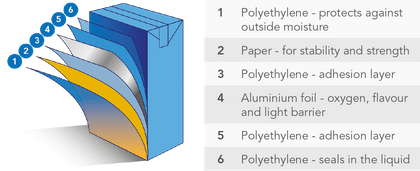 6
5
4
3
2
1
1 Polyethylene - protects against
outside moisture
2 Paper - for stability and strength
3 Polyethylene - adhesion layer
4 Aluminium foil - oxygen, flavour
and light barrier
5 Polyethylene - adhesion layer
6 Polyethylene - seals in the liquid